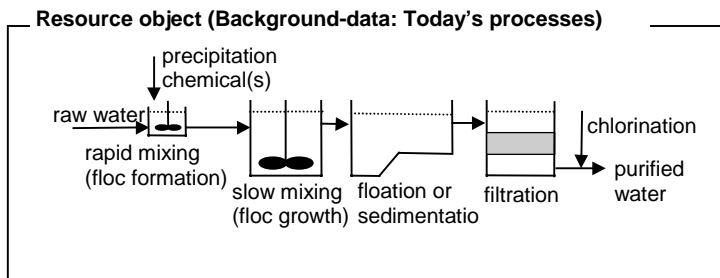 Resource object (Background-data: Today's processes)
precipitation
chemical(s)
raw water
rapid mixing
(floc formation)
slow mixing
(floc growth)
floation or
sedimentatio
filtration
chlorination
purified
water